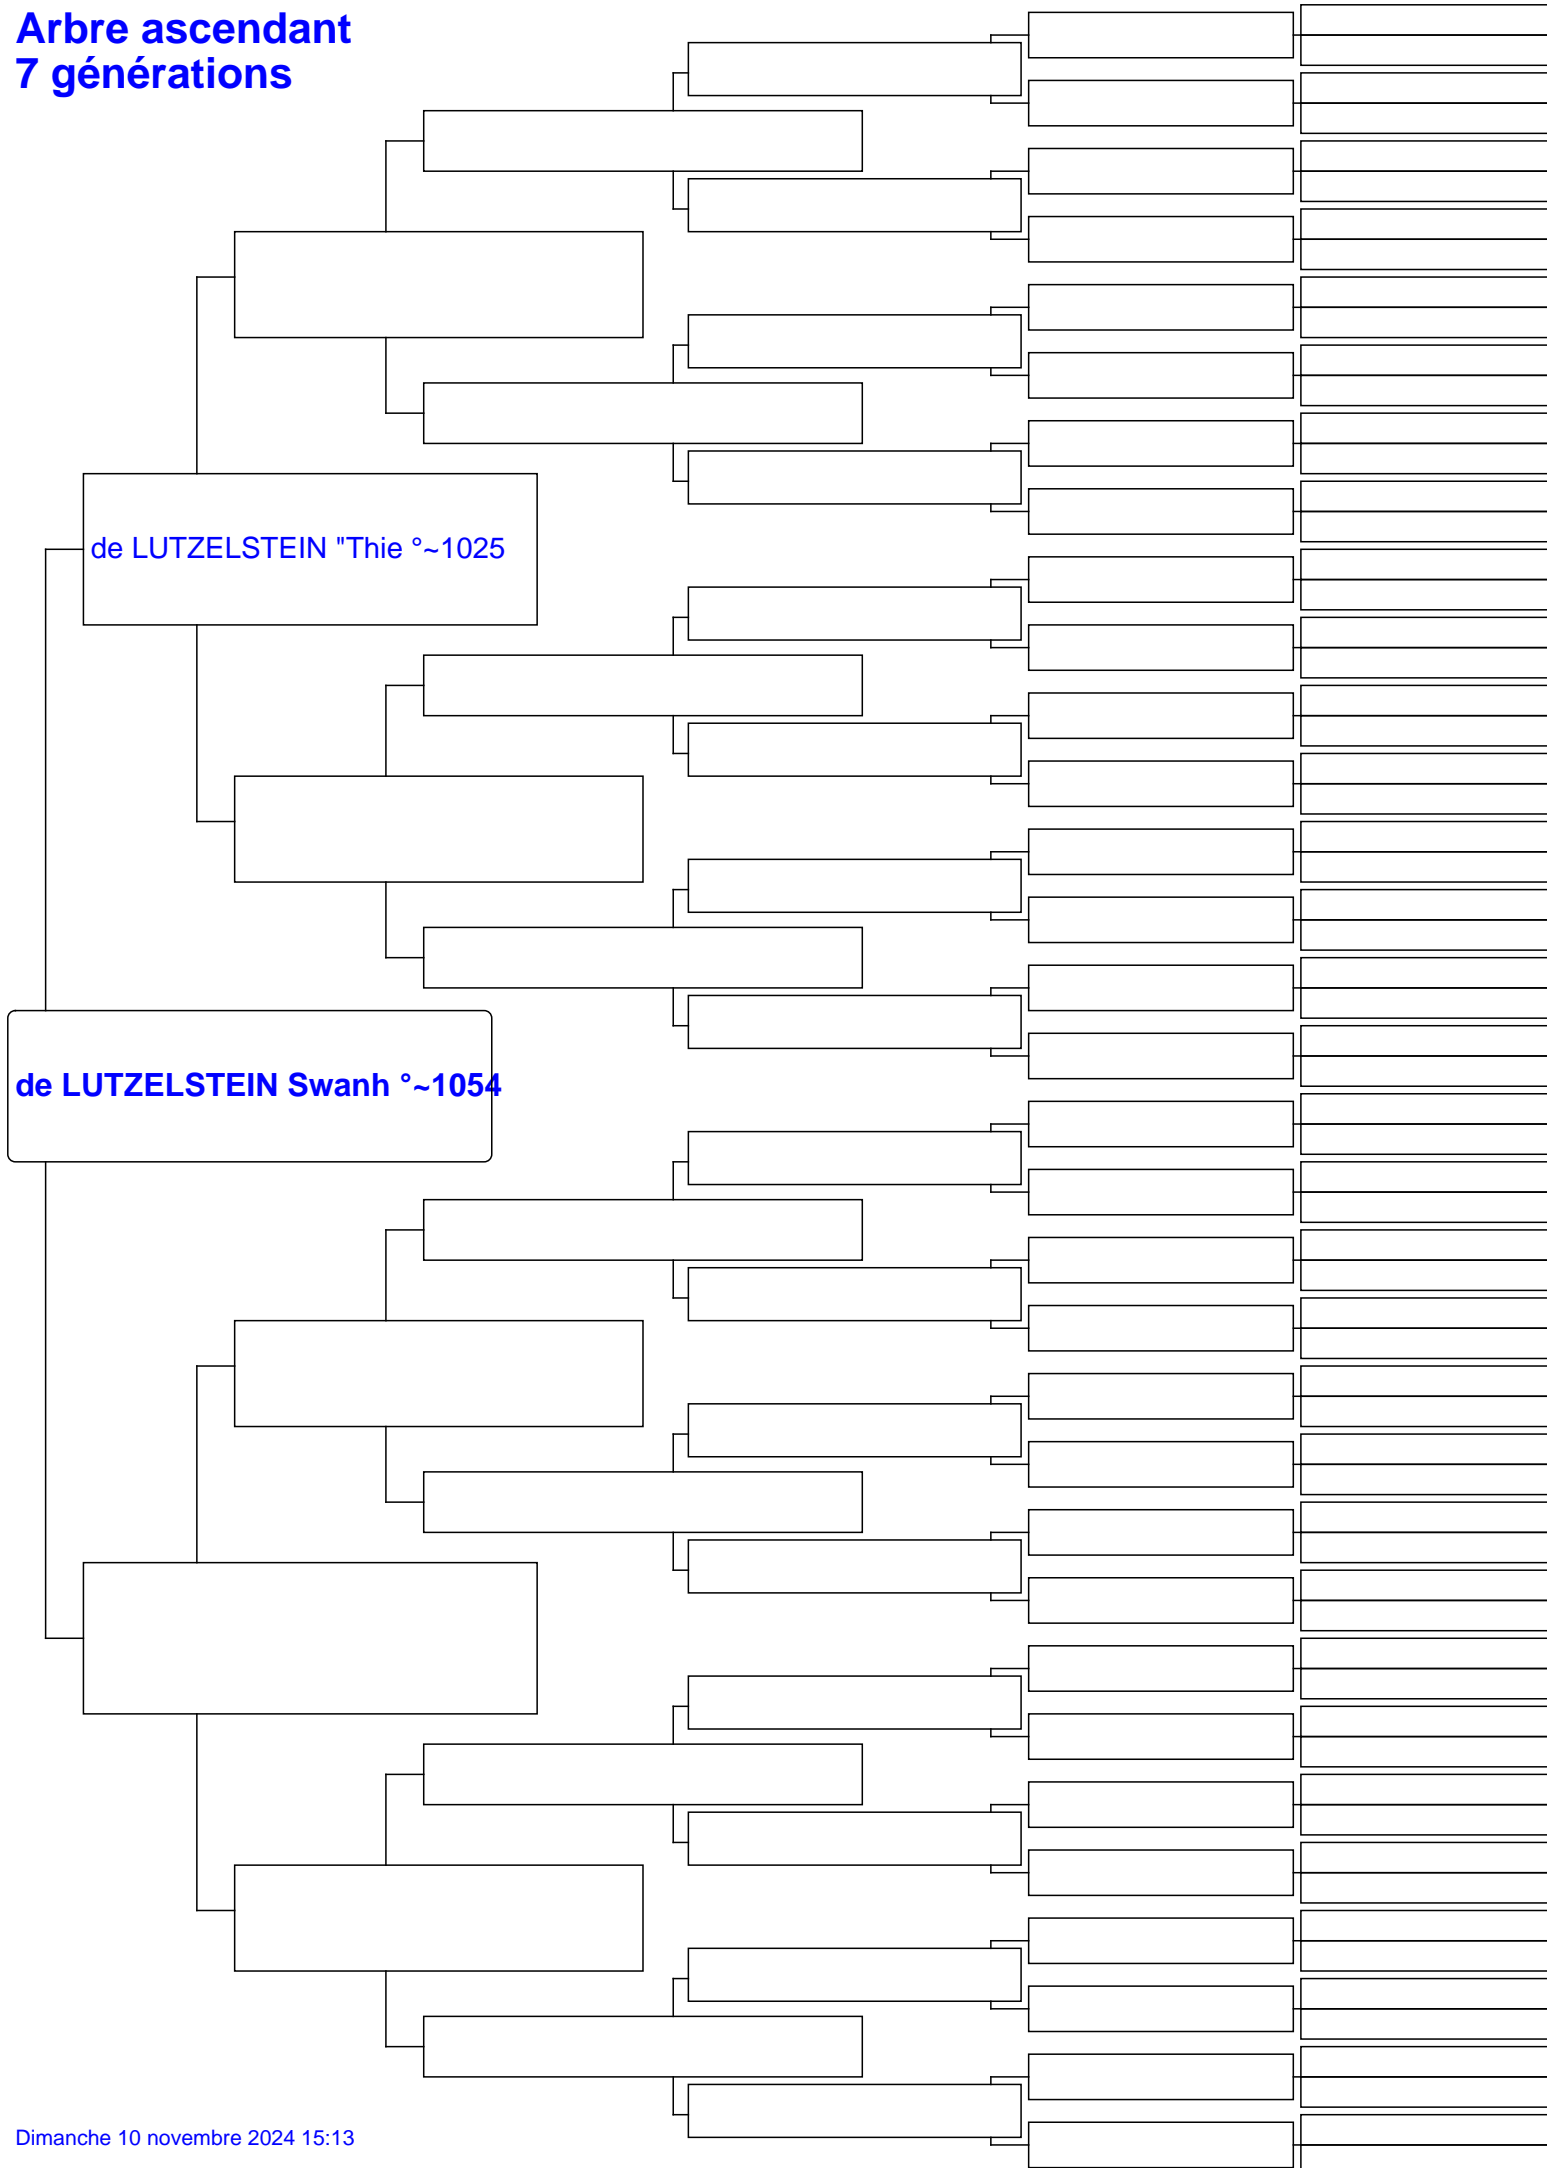 Arbre ascendant
7 générations
de LUTZELSTEIN "Thie °~1025
de LUTZELSTEIN Swanh °~1054
Dimanche 10 novembre 2024 15:13